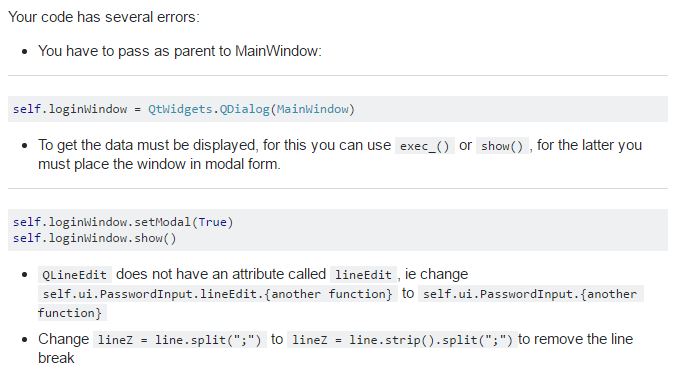 Your code has several errors:
• You have to pass as parent to MainWindow:
self.loginWindow = QtWidgets.QDialog(MainWindow)
• To get the data must be displayed, for this you can use exec_() or show() , for the latter you
must place the window in modal form.
self.loginWindow.setModal(True)
self.loginWindow.show()
• QLineEdit does not have an attribute called lineEdit , ie change
self.ui.PasswordInput.lineEdit.{another function} to self.ui.PasswordInput.{another
function}
• Change lineZ = line.split(";") to lineZ = line.strip().split(";") to remove the line
break